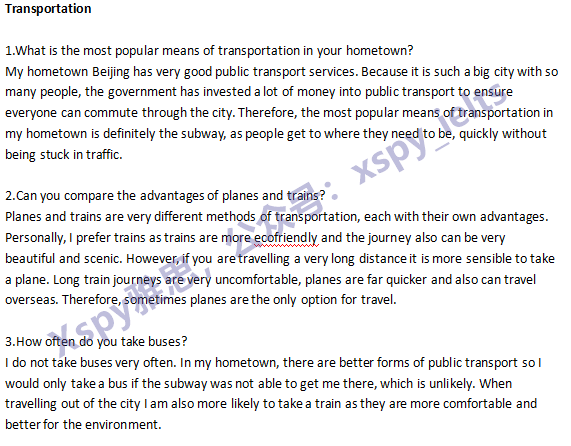 Transportation
1.What is the most popular means of transportation in your hometown?
My hometown Beijing has very good public transport services. Because it is such a big city with so
many people, the government has invested a lot of money into public transport to ensure
everyone can commute through the city. Therefore, the most popular means of transportation in
my hometown is definitely the subway, as people get to where they need to be, quickly without
being stuck in traffic.
2.Can you compare the advantages of planes and trains?
Planes and trains are very different methods of transportation, each with their own advantages.
Personally, I prefer trains as trains are more ecofriendly and the journey also can be very
beautiful and scenic. However, if you are travelling a very long distance it is more sensible to take
a plane. Long train journeys are very uncomfortable, planes are far quicker and also can travel
overseas. Therefore, sometimes planes are the only option for travel.
3.How often do you take buses?
I do not take buses very often. In my hometown, there are better forms of public transport so I
would only take a bus if the subway was not able to get me there, which is unlikely. When
travelling out of the city I am also more likely to take a train as they are more comfortable and
better for the environment.
Xspy雅思，公众号：xspy_ielts